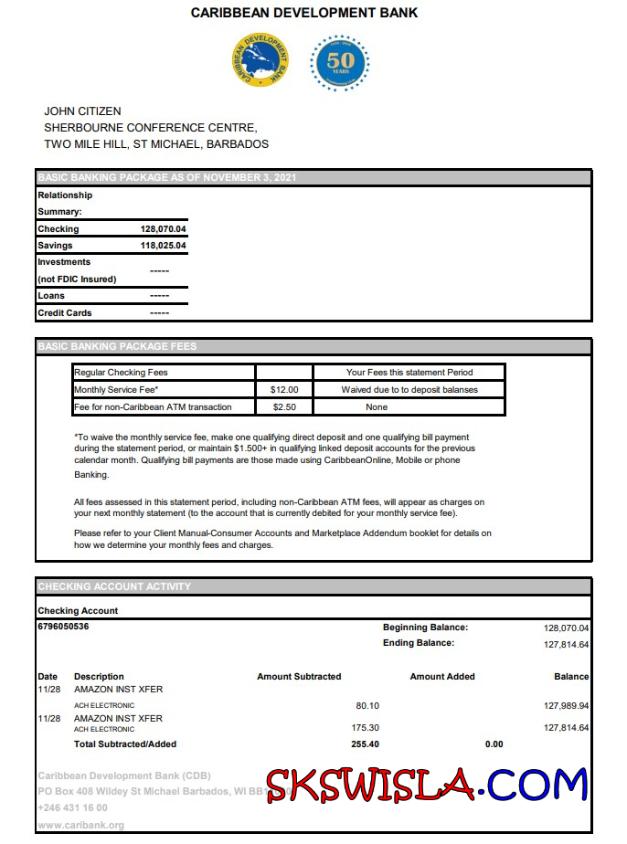 CARIBBEAN DEVELOPMENT BANK
CARIBBEAN DEVELOPMENT BANK
50
YEARS
JOHN CITIZEN
SHERBOURNE CONFERENCE CENTRE,
TWO MILE HILL, ST MICHAEL, BARBADOS
BASIC BANKING PACKAGE AS OF NOVEMBER 3, 2021
Relationship
Summary:
Checking 128,070.04
Savings 118,025.04
Investments
(not FDIC Insured) -----
Loans -----
Credit Cards -----
BASIC BANKING PACKAGE FEES
Regular Checking Fees Your Fees this statement Period
Monthly Service Fee* $12.00 Waived due to to deposit balanses
Fee for non-Caribbean ATM transaction $2.50 None
*To waive the monthly service fee, make one qualifying direct deposit and one qualifying bill payment
during the statement period, or maintain $1.500+ in qualifying linked deposit accounts for the previous
calendar month. Qualifying bill payments are those made using CaribbeanOnline, Mobile or phone
Banking.
All fees assessed in this statement period, including non-Caribbean ATM fees, will appear as charges on
your next monthly statement (to the account that is currently debited for your monthly service fee).
Please refer to your Client Manual-Consumer Accounts and Marketplace Addendum booklet for details on
how we determine your monthly fees and charges.
CHECKING ACCOUNT ACTIVITY
Checking Account
6796050536 Beginning Balance: 128,070.04
Ending Balance: 127,814.64
Date Description Amount Subtracted Amount Added Balance
11/28 AMAZON INST XFER
ACH ELECTRONIC 80.10 127,989.94
11/28 AMAZON INST XFER
ACH ELECTRONIC 175.30 127,814.64
Total Subtracted/Added 255.40 0.00
Caribbean Development Bank (CDB)
PO Box 408 Wildey St Michael Barbados, WI
+246 431 16 00
www.caribank.org
SKSWISLA.COM